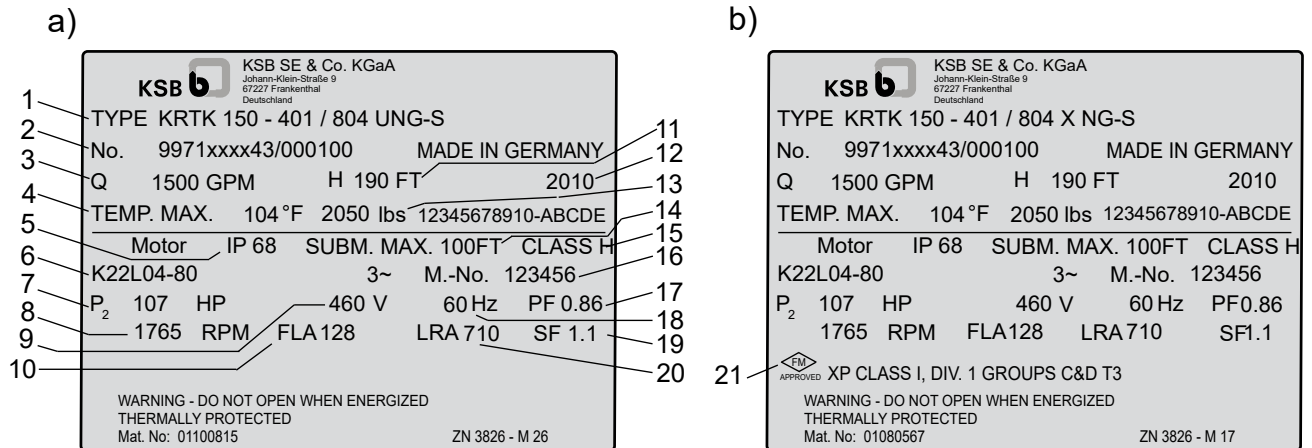 a)
KSB b KSB SE & Co. KGaA
Johann-Klein-Straße 9
67227 Frankenthal
Deutschland
TYPE KRTK 150 - 401 / 804 UNG-S
No. 9971xxxx43/000100 MADE IN GERMANY
Q 1500 GPM H 190 FT 2010
TEMP. MAX. 104°F 2050 lbs 12345678910-ABCDE
Motor IP 68 SUBM. MAX. 100FT CLASS H
K22L04-80 3~ M.-No. 123456
P2 107 HP 460 V 60 Hz PF 0.86
1765 RPM FLA 128 LRA 710 SF 1.1
WARNING - DO NOT OPEN WHEN ENERGIZED
THERMALLY PROTECTED
Mat. No: 01100815 ZN 3826 - M 26
1
2
3
4
5
6
7
8
9
10
11
12
13
14
15
16
17
18
19
20
b)
KSB b KSB SE & Co. KGaA
Johann-Klein-Straße 9
67227 Frankenthal
Deutschland
TYPE KRTK 150 - 401 / 804 X NG-S
No. 9971xxxx43/000100 MADE IN GERMANY
Q 1500 GPM H 190 FT 2010
TEMP. MAX. 104°F 2050 lbs 12345678910-ABCDE
Motor IP 68 SUBM. MAX. 100FT CLASS H
K22L04-80 3~ M.-No. 123456
P2 107 HP 460 V 60 Hz PF 0.86
1765 RPM FLA 128 LRA 710 SF1.1
21
FM
APPROVED XP CLASS I, DIV. 1 GROUPS C&D T3
WARNING - DO NOT OPEN WHEN ENERGIZED
THERMALLY PROTECTED
Mat. No: 01080567 ZN 3826 - M 17